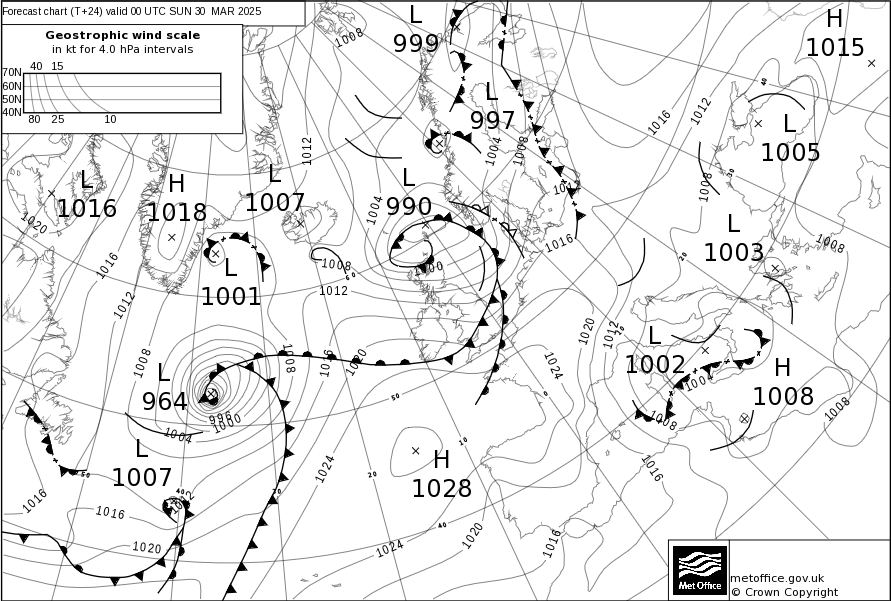 Forecast chart (T+24) valid 00 UTC SUN 30 MAR 2025
Geostrophic wind scale
in kt for 4.0 hPa intervals
40 15
70N
60N
50N
40N
80 25 10
L
999
H
1015
1008
L
997
L
1005
1016
1012
40
1012
1004
1008
L
1016
H
1018
L
1007
L
990
1008
30
1004
1020
L
1003
1016
1008
L
1001
1016
1008
60
1012
1000
20
1012
1008
1008
1016
1020
1020
1012
L
1002
1024
L
964
H
1008
1004
996
1000
1004
50
0
1008
1008
L
1007
10
H
1028
20
1024
1016
50
40
1012
30
1016
1016
40
1020
1020
1024
1016
Met Office
metoffice.gov.uk
© Crown Copyright